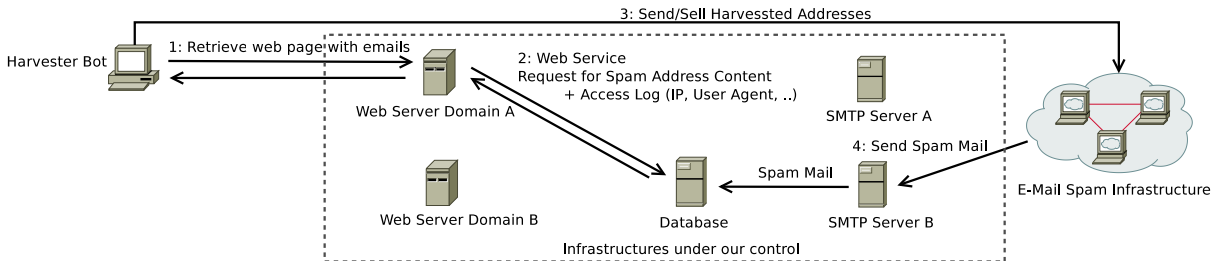 3: Send/Sell Harvessted Addresses
1: Retrieve web page with emails
Harvester Bot
2: Web Service
Request for Spam Address Content
+ Access Log (IP, User Agent, ..)
Web Server Domain A
SMTP Server A
4: Send Spam Mail
Spam Mail
E-Mail Spam Infrastructure
Web Server Domain B
Database
SMTP Server B
Infrastructures under our control